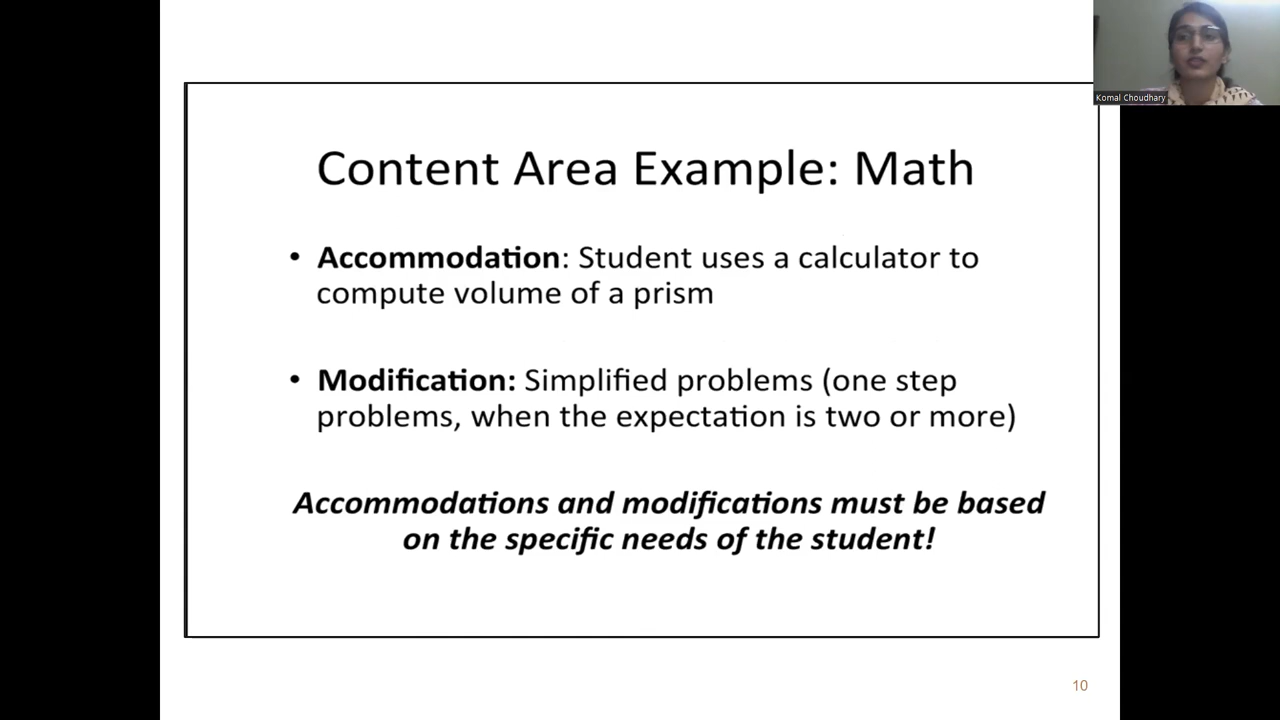 Komal Choudhary
Content Area Example: Math
• Accommodation: Student uses a calculator to
compute volume of a prism
• Modification: Simplified problems (one step
problems, when the expectation is two or more)
Accommodations and modifications must be based
on the specific needs of the student!
10